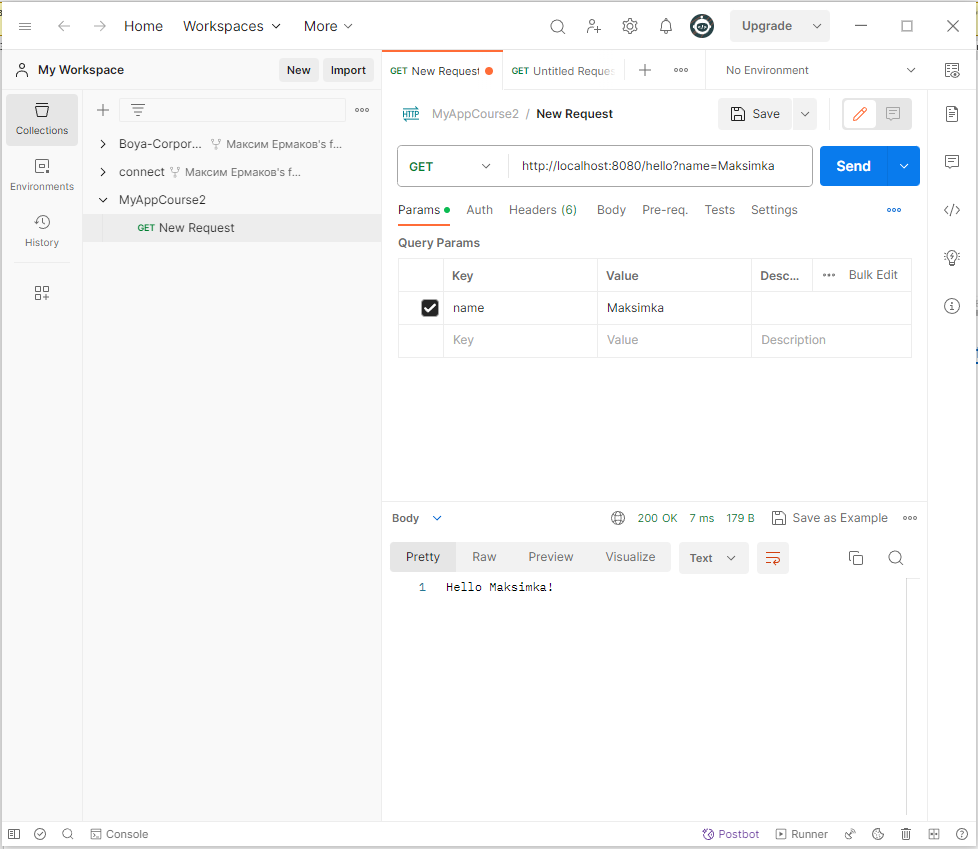 Home Workspaces More Upgrade
My Workspace New Import
GET New Request GET Untitled Reques No Environment
Collections
Environments
History
Boya-Corpor... Максим Ермаков's f...
connect Максим Ермаков's f...
MyAppCourse2
GET New Request
HTTP MyAppCourse2 / New Request Save
GET http://localhost:8080/hello?name=Maksimka Send
Params Auth Headers (6) Body Pre-req. Tests Settings
Query Params
Key Value Desc... Bulk Edit
name Maksimka
Key Value Description
Body 200 OK 7 ms 179 B Save as Example
Pretty Raw Preview Visualize Text
1 Hello Maksimka!
Console Postbot Runner